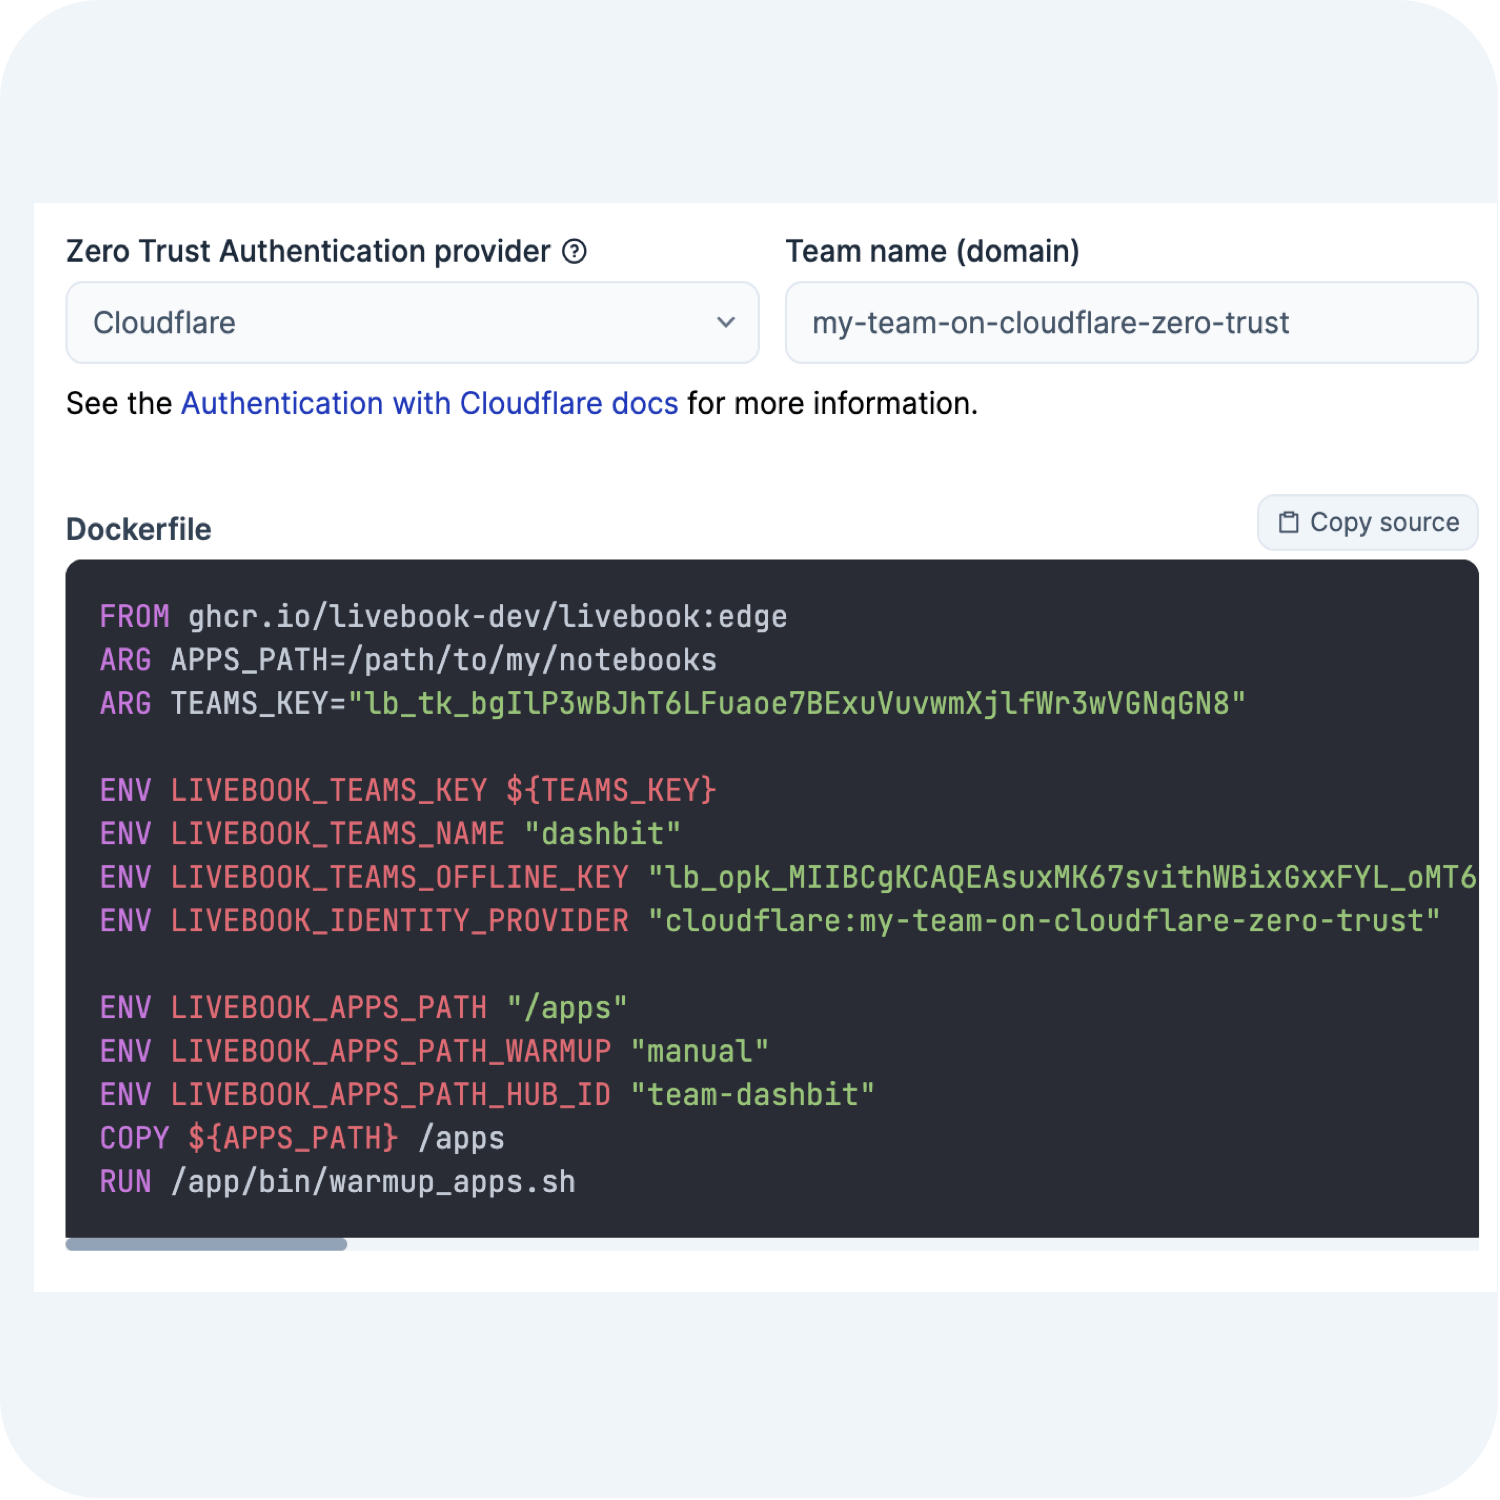 Zero Trust Authentication provider
Team name (domain)
Cloudflare
my-team-on-cloudflare-zero-trust
See the Authentication with Cloudflare docs for more information.
Dockerfile
Copy source
FROM ghcr.io/livebook-dev/livebook:edge
ARG APPS_PATH=/path/to/my/notebooks
ARG TEAMS_KEY="lb_tk_bgIlP3wBJhT6LFuaoe7BExuVuvwmXjlfWr3wVGNqGN8"
ENV LIVEBOOK_TEAMS_KEY ${TEAMS_KEY}
ENV LIVEBOOK_TEAMS_NAME "dashbit"
ENV LIVEBOOK_TEAMS_OFFLINE_KEY "lb_opk_MIIBCgKCAQEAsuxMK67svithWBixGxxFYL_oMT6
ENV LIVEBOOK_IDENTITY_PROVIDER "cloudflare:my-team-on-cloudflare-zero-trust"
ENV LIVEBOOK_APPS_PATH "/apps"
ENV LIVEBOOK_APPS_PATH_WARMUP "manual"
ENV LIVEBOOK_APPS_PATH_HUB_ID "team-dashbit"
COPY ${APPS_PATH} /apps
RUN /app/bin/warmup_apps.sh